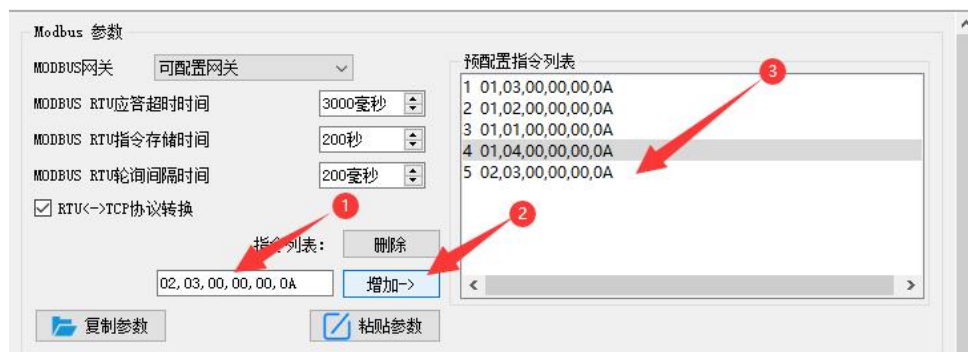 Modbus 参数
MODBUS网关 可配置网关
MODBUS RTU应答超时时间 3000毫秒
MODBUS RTU指令存储时间 200秒
MODBUS RTU轮询间隔时间 200毫秒
RTU<->TCP协议转换
1
指令列表: 删除
2
02,03,00,00,00,0A 增加->
复制参数 粘贴参数
预配置指令列表
3
1 01,03,00,00,00,0A
2 01,02,00,00,00,0A
3 01,01,00,00,00,0A
4 01,04,00,00,00,0A
5 02,03,00,00,00,0A